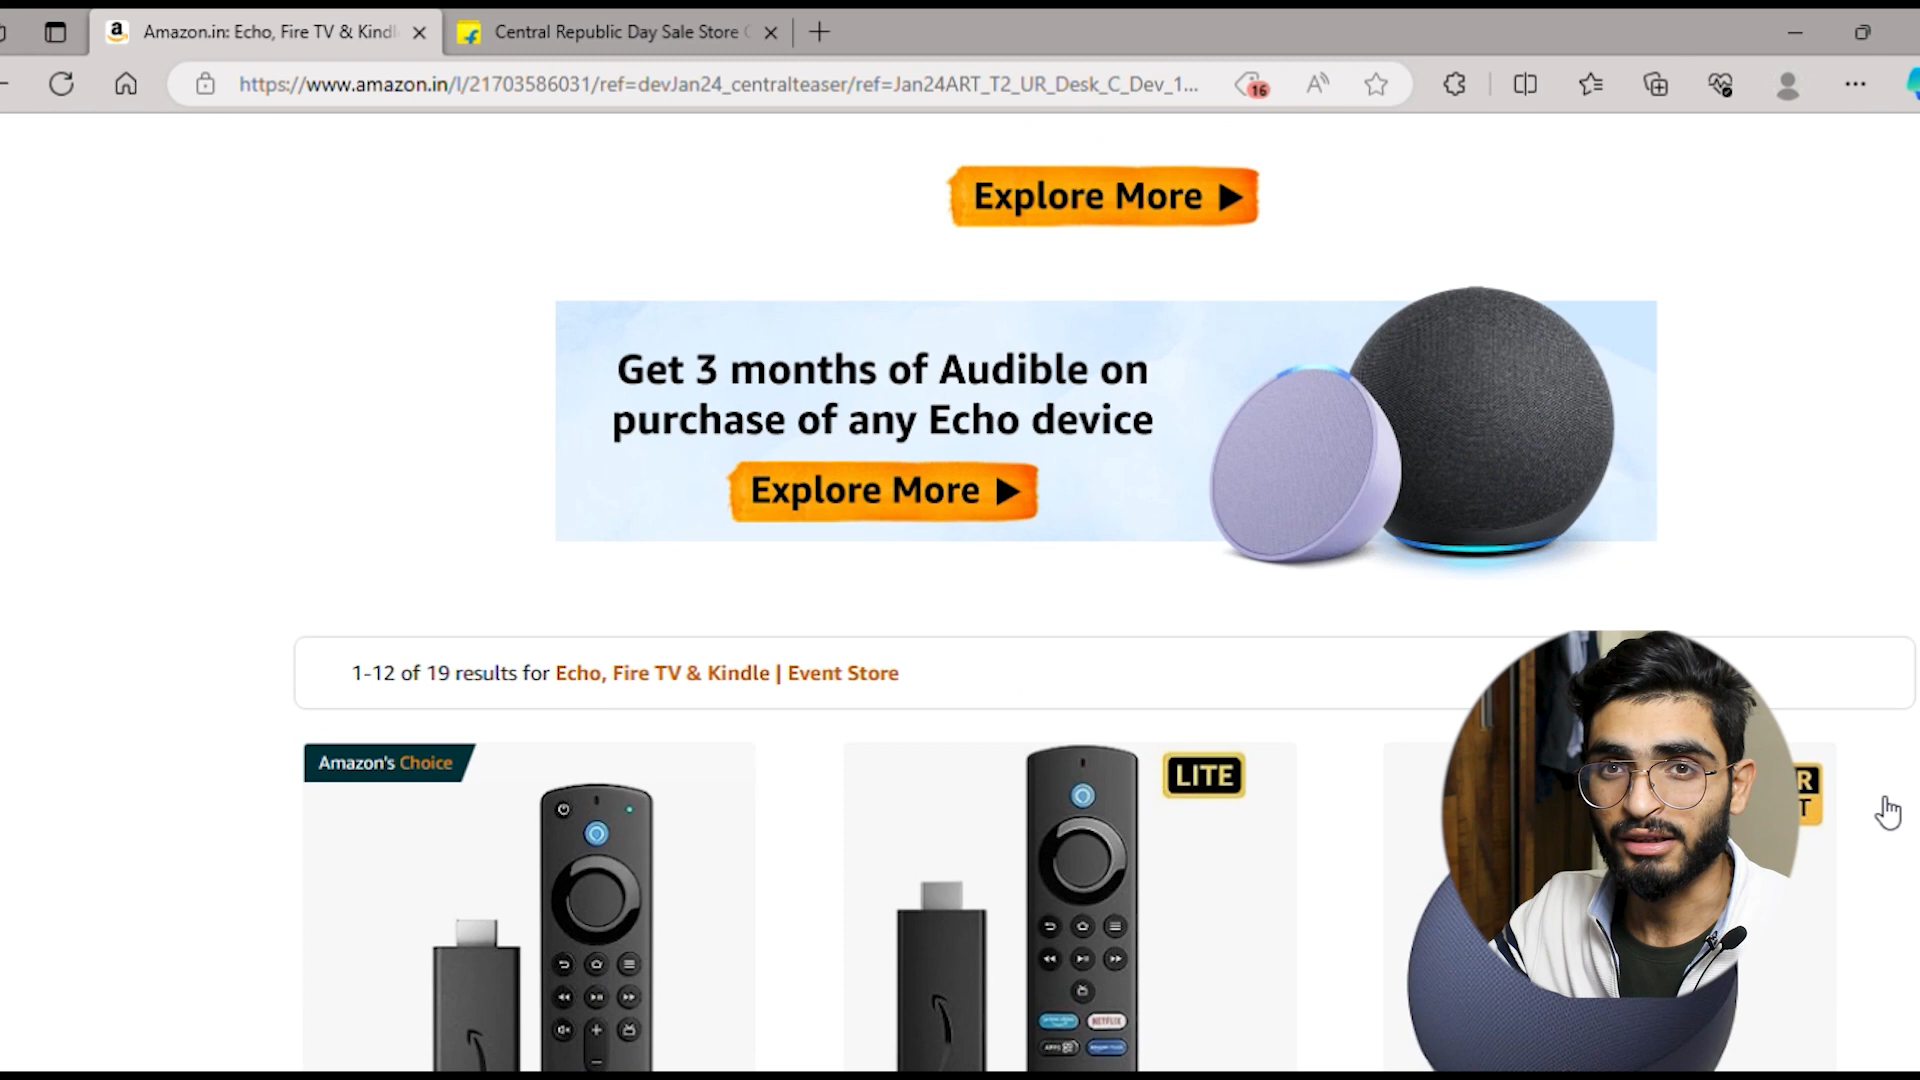 Amazon.in: Echo, Fire TV & Kindl
Central Republic Day Sale Store
https://www.amazon.in/l/21703586031/ref=devJan24_centralteaser/ref=Jan24ART_T2_UR_Desk_C_Dev_1...
16
Explore More
Get 3 months of Audible on
purchase of any Echo device
Explore More
1-12 of 19 results for Echo, Fire TV & Kindle | Event Store
Amazon's Choice
LITE
R
T
NETFLIX
APPS